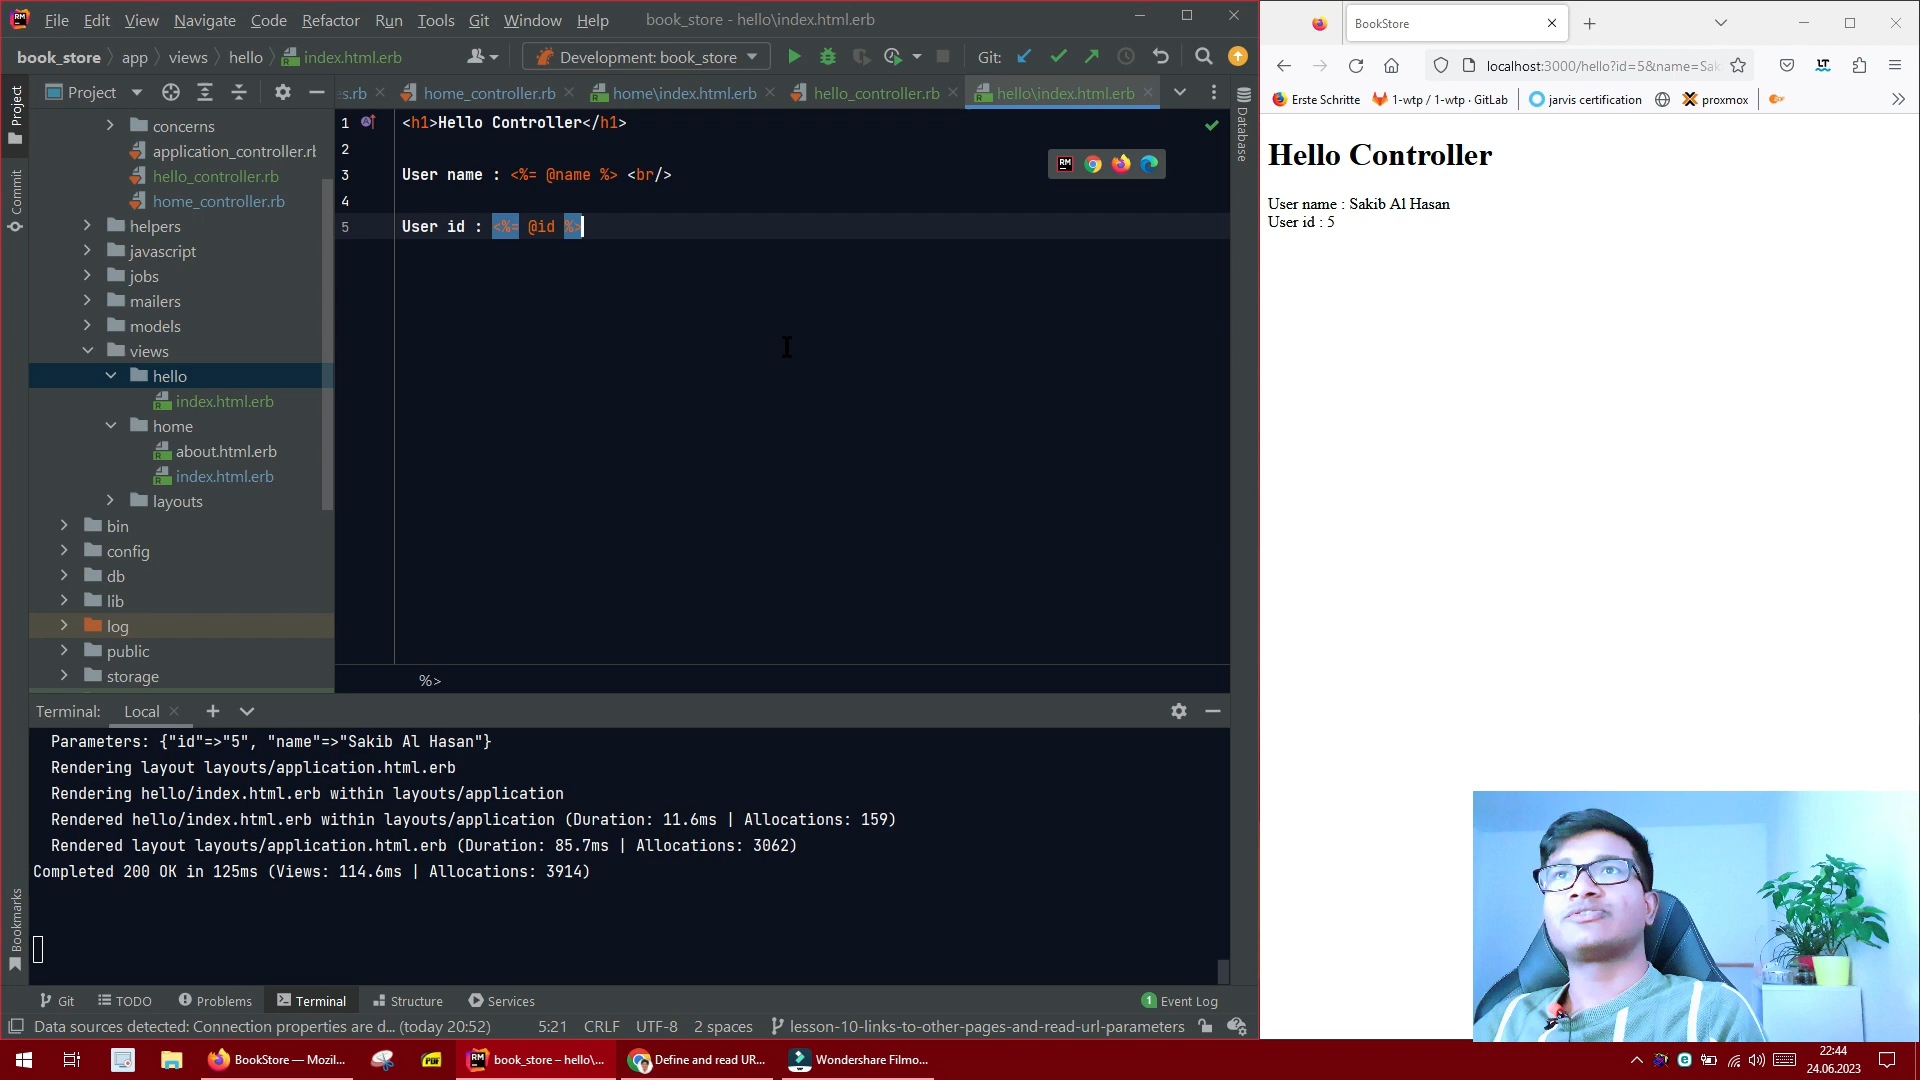 File Edit View Navigate Code Refactor Run Tools Git Window Help book_store - hello\index.html.erb
book_store app views hello index.html.erb Development: book_store Git:
Project
es.rb home_controller.rb home\index.html.erb hello_controller.rb hello\index.html.erb
Project
Commit
Bookmarks
Database
concerns
application_controller.rb
hello_controller.rb
home_controller.rb
helpers
javascript
jobs
mailers
models
views
hello
index.html.erb
home
about.html.erb
index.html.erb
layouts
bin
config
db
lib
log
public
storage
1 <h1>Hello Controller</h1>
2
3 User name : <%= @name %> <br/>
4
5 User id : <%= @id %>
%>
Terminal: Local
Parameters: {"id"=>"5", "name"=>"Sakib Al Hasan"}
Rendering layout layouts/application.html.erb
Rendering hello/index.html.erb within layouts/application
Rendered hello/index.html.erb within layouts/application (Duration: 11.6ms | Allocations: 159)
Rendered layout layouts/application.html.erb (Duration: 85.7ms | Allocations: 3062)
Completed 200 OK in 125ms (Views: 114.6ms | Allocations: 3914)
Git TODO Problems Terminal Structure Services 1 Event Log
Data sources detected: Connection properties are d... (today 20:52) 5:21 CRLF UTF-8 2 spaces lesson-10-links-to-other-pages-and-read-url-parameters
BookStore
localhost:3000/hello?id=5&name=Sak
Erste Schritte 1-wtp / 1-wtp · GitLab jarvis certification proxmox
Hello Controller
User name : Sakib Al Hasan
User id : 5
BookStore — Mozil... PDF book_store – hello\... Define and read UR... Wondershare Filmo...
22:44
24.06.2023